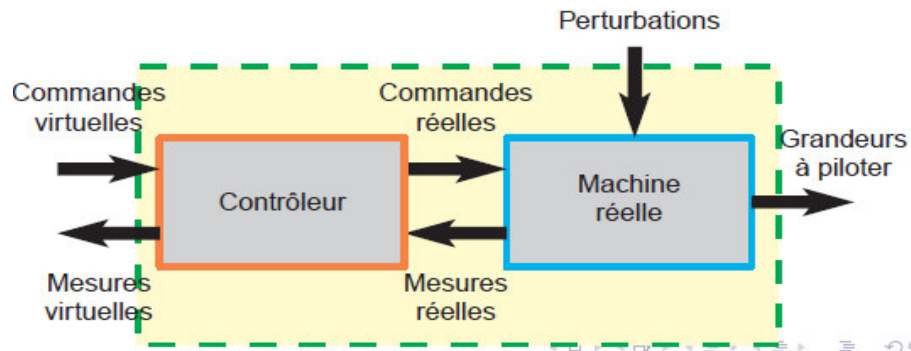 Perturbations
Commandes
virtuelles
Commandes
réelles
Grandeurs
à piloter
Contrôleur
Machine
réelle
Mesures
virtuelles
Mesures
réelles